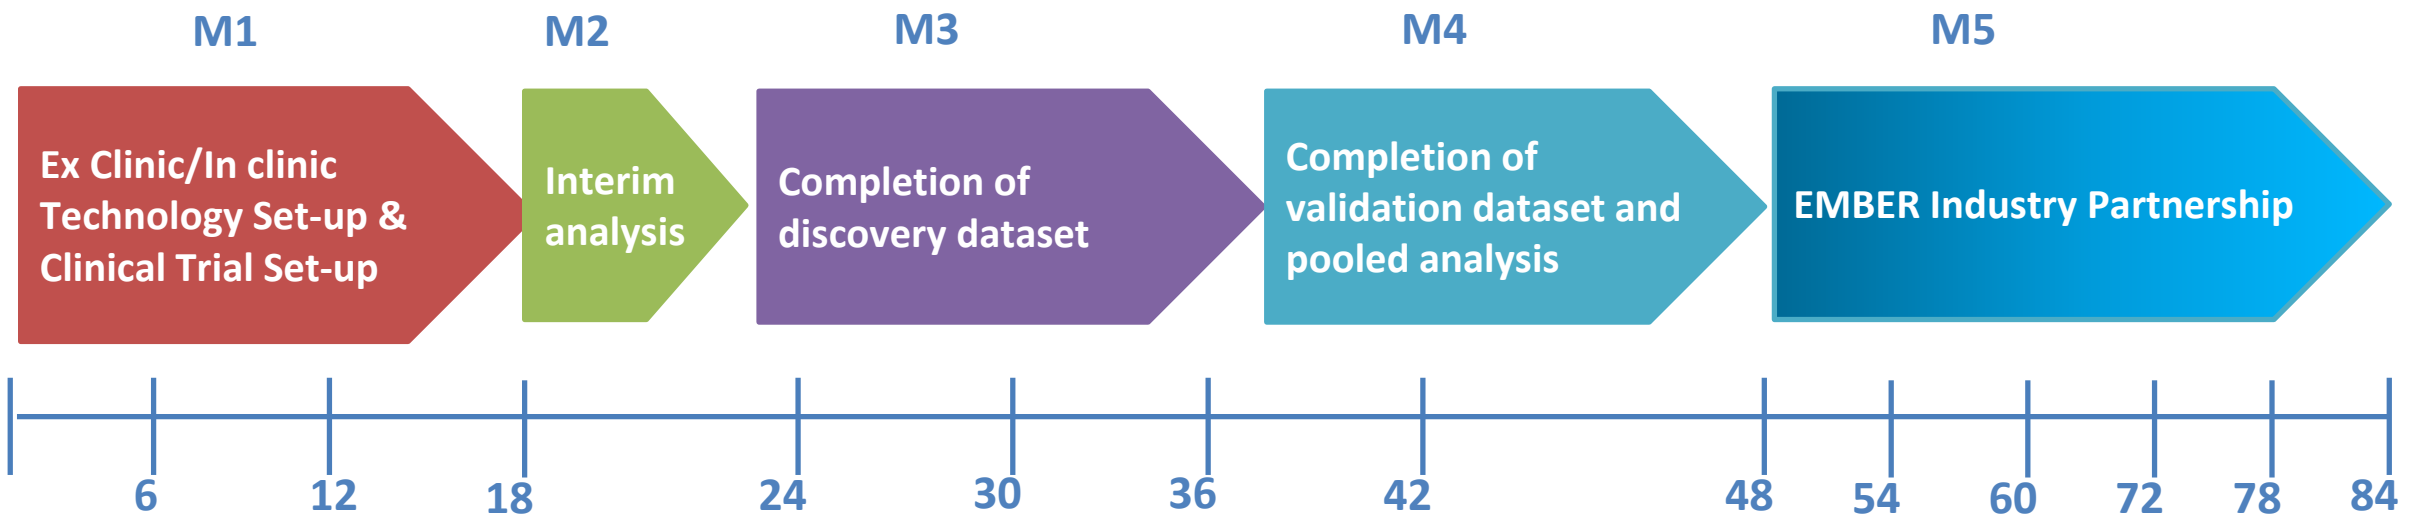 M1
M2
M3
M4
M5
Ex Clinic/In clinic
Technology Set-up &
Clinical Trial Set-up
Interim
analysis
Completion of
discovery dataset
Completion of
validation dataset and
pooled analysis
EMBER Industry Partnership
6
12
18
24
30
36
42
48
54
60
72
78
84